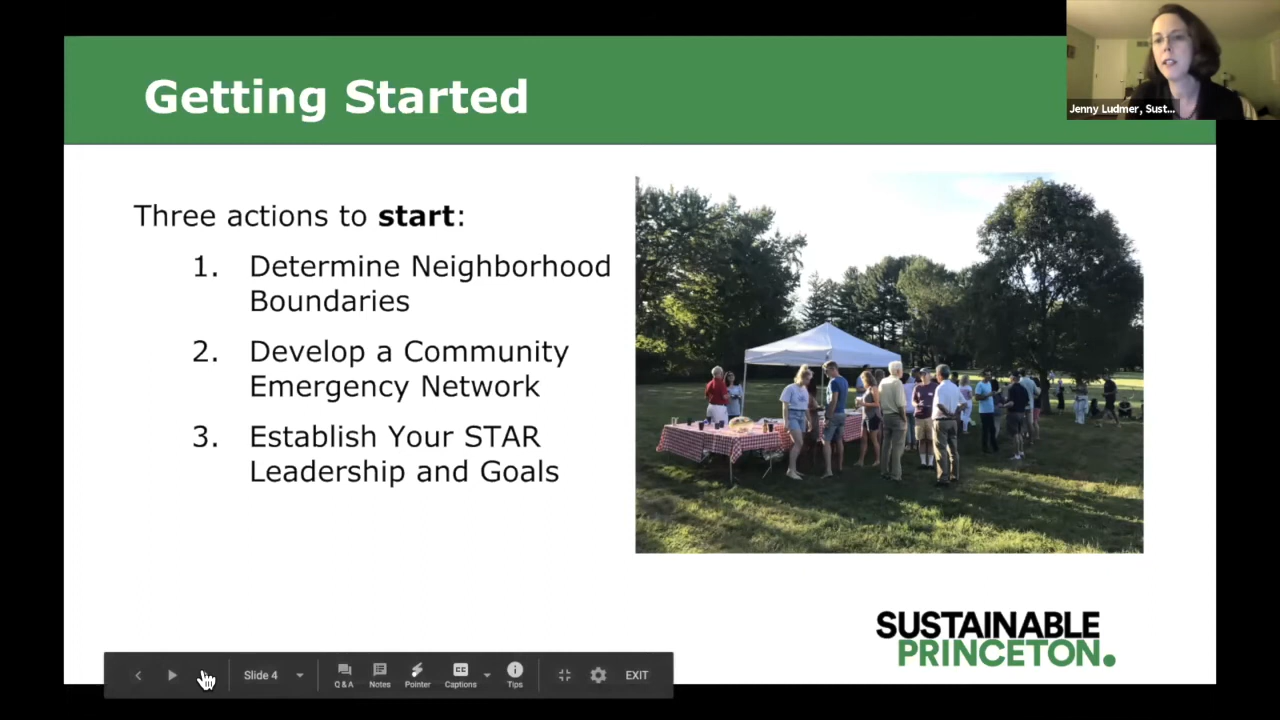 Getting Started
Jenny Ludmer, Sust...
Three actions to start:
1. Determine Neighborhood
Boundaries
2. Develop a Community
Emergency Network
3. Establish Your STAR
Leadership and Goals
SUSTAINABLE
PRINCETON.
Slide 4
Q & A
Notes
Pointer
CC
Captions
Tips
EXIT